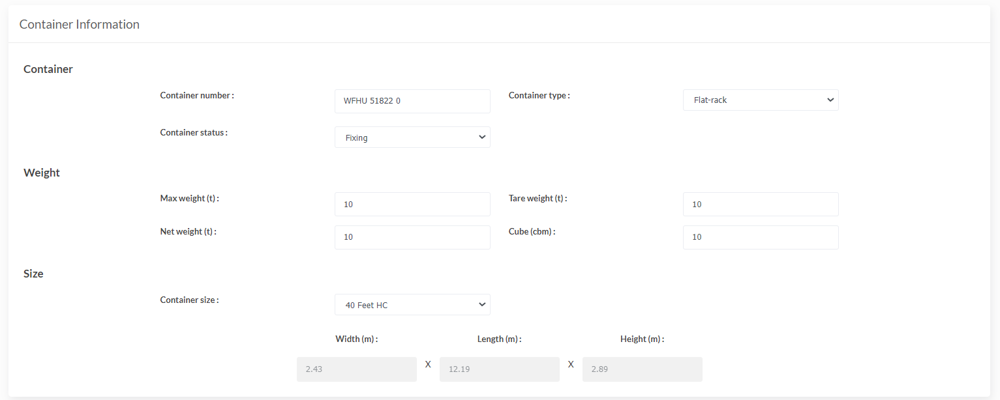 Container Information
Container
Container number : WFHU 51822 0 Container type : Flat-rack
Container status : Fixing
Weight
Max weight (t) : 10 Tare weight (t) : 10
Net weight (t) : 10 Cube (cbm) : 10
Size
Container size : 40 Feet HC
Width (m) : Length (m) : Height (m) :
2.43 X 12.19 X 2.89